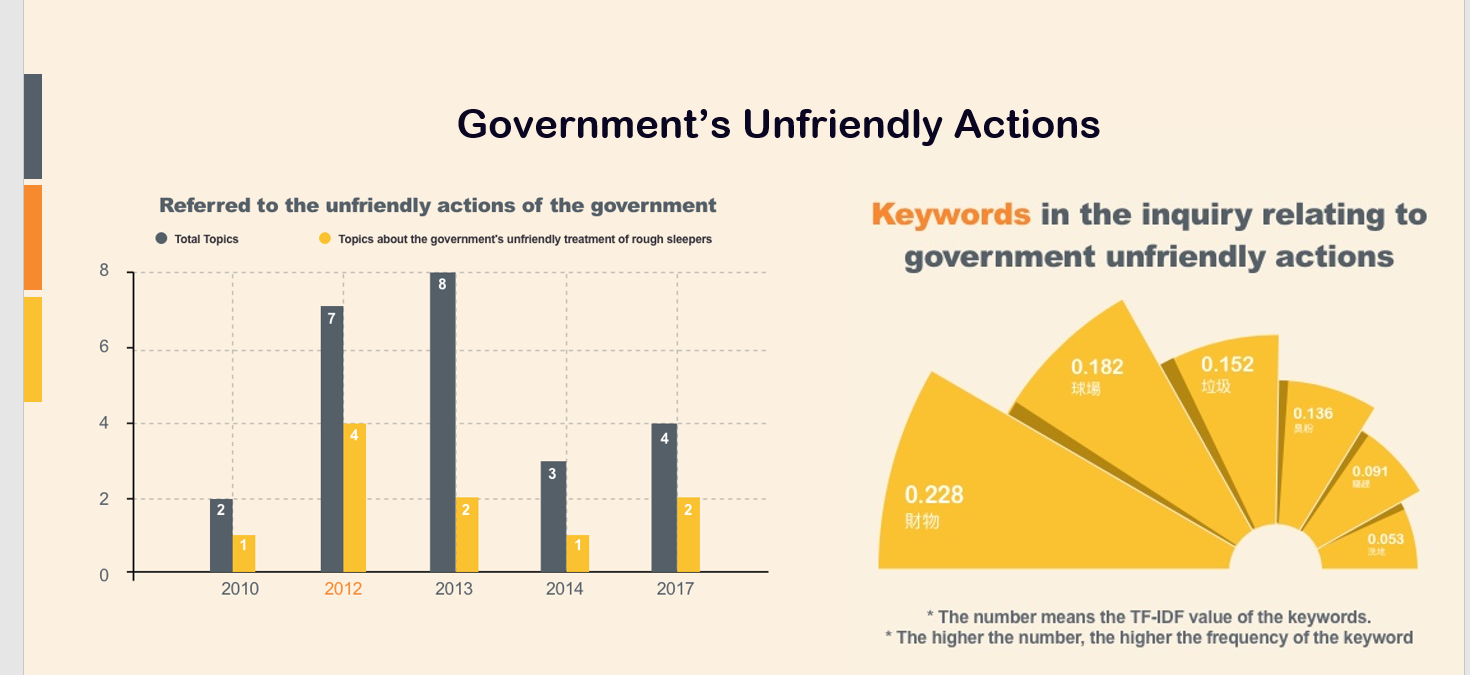 Government’s Unfriendly Actions
Referred to the unfriendly actions of the government
Total Topics
Topics about the government's unfriendly treatment of rough sleepers
8
6
4
2
0
2
1
7
4
8
2
3
1
4
2
2010
2012
2013
2014
2017
Keywords in the inquiry relating to
government unfriendly actions
0.228
財物
0.182
球場
0.152
垃圾
0.136
臭粉
0.091
0.053
洗地
* The number means the TF-IDF value of the keywords.
* The higher the number, the higher the frequency of the keyword